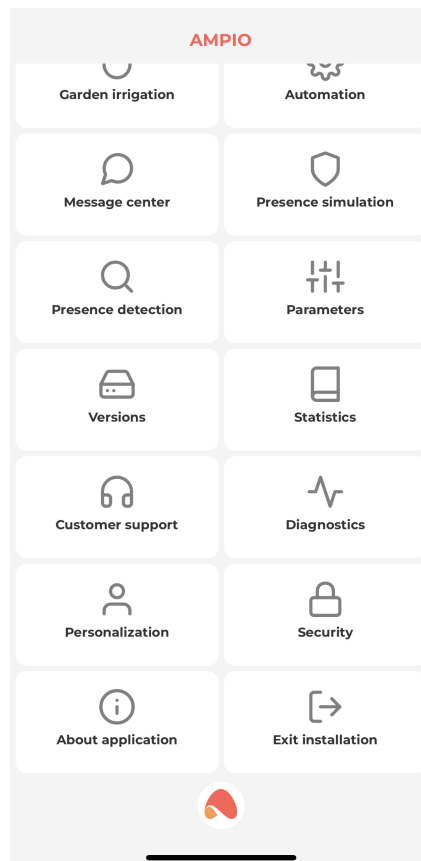 AMPIO
Garden irrigation
Automation
Message center
Presence simulation
Presence detection
Parameters
Versions
Statistics
Customer support
Diagnostics
Personalization
Security
About application
Exit installation